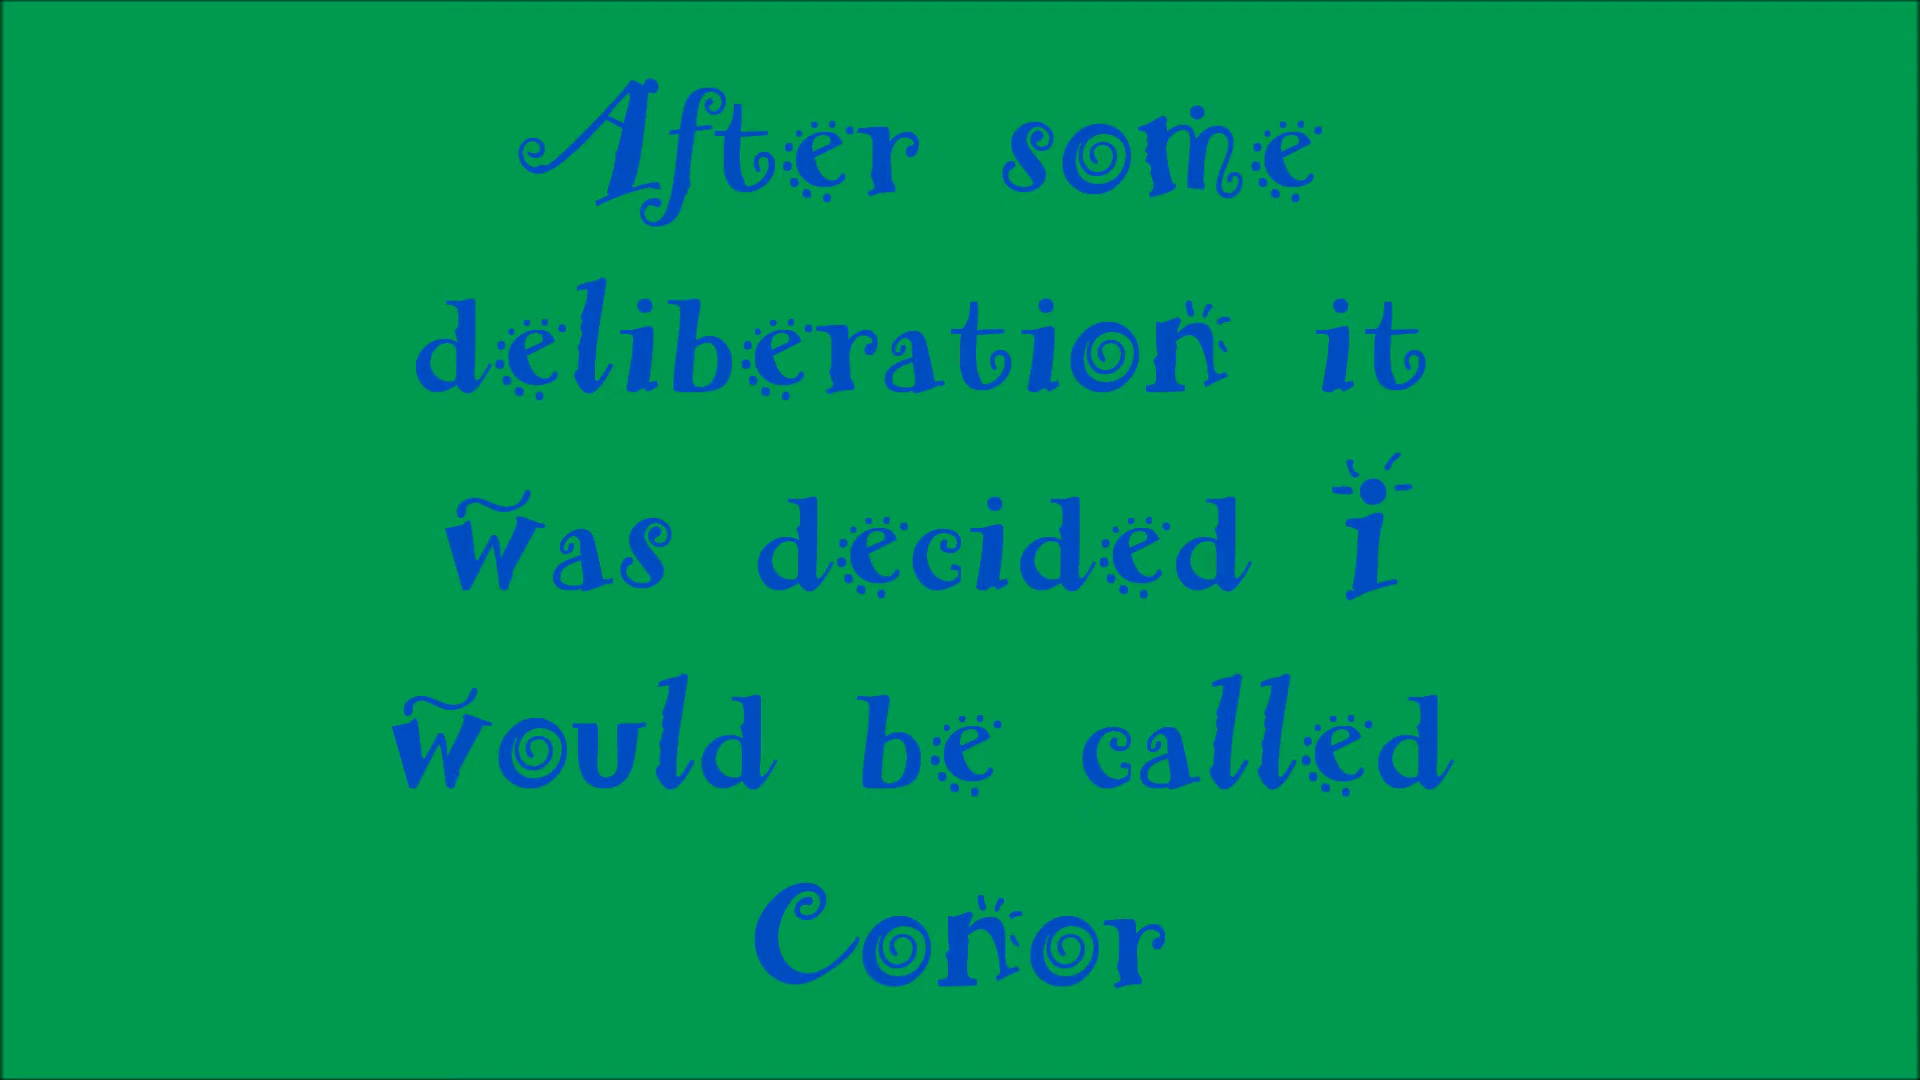 After some
deliberation it
was decided I
would be called
Conor